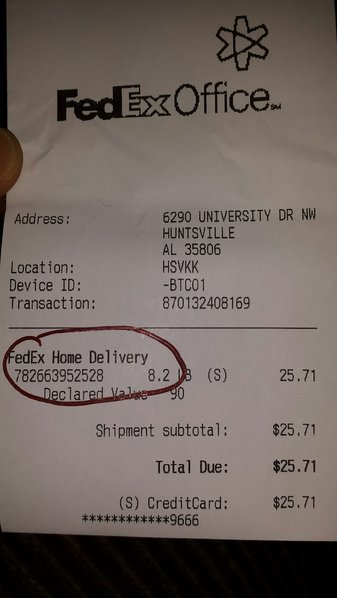 FedEx Office SM
Address: 6290 UNIVERSITY DR NW
HUNTSVILLE
AL 35806
Location: HSVKK
Device ID: -BTC01
Transaction: 870132408169
FedEx Home Delivery
782663952528 8.2 LB (S) 25.71
Declared Value 90
Shipment subtotal: $25.71
Total Due: $25.71
(S) CreditCard: $25.71
************9666